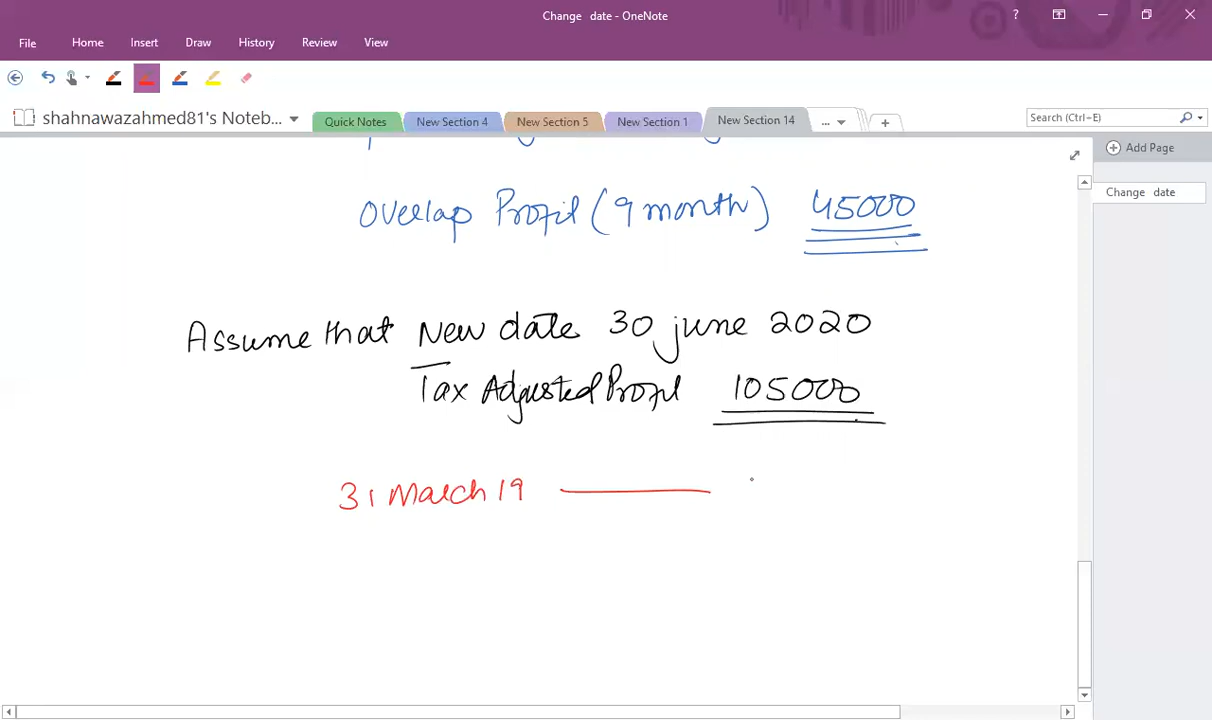 Change date - OneNote
?
File Home Insert Draw History Review View
shahnawazahmed81's Noteb... Quick Notes New Section 4 New Section 5 New Section 1 New Section 14 ... Search (Ctrl+E)
Add Page
Change date
Overlap Profit (9 month) 45000
Assume that New date 30 june 2020
Tax Adjusted Profit 105000
31 March 19